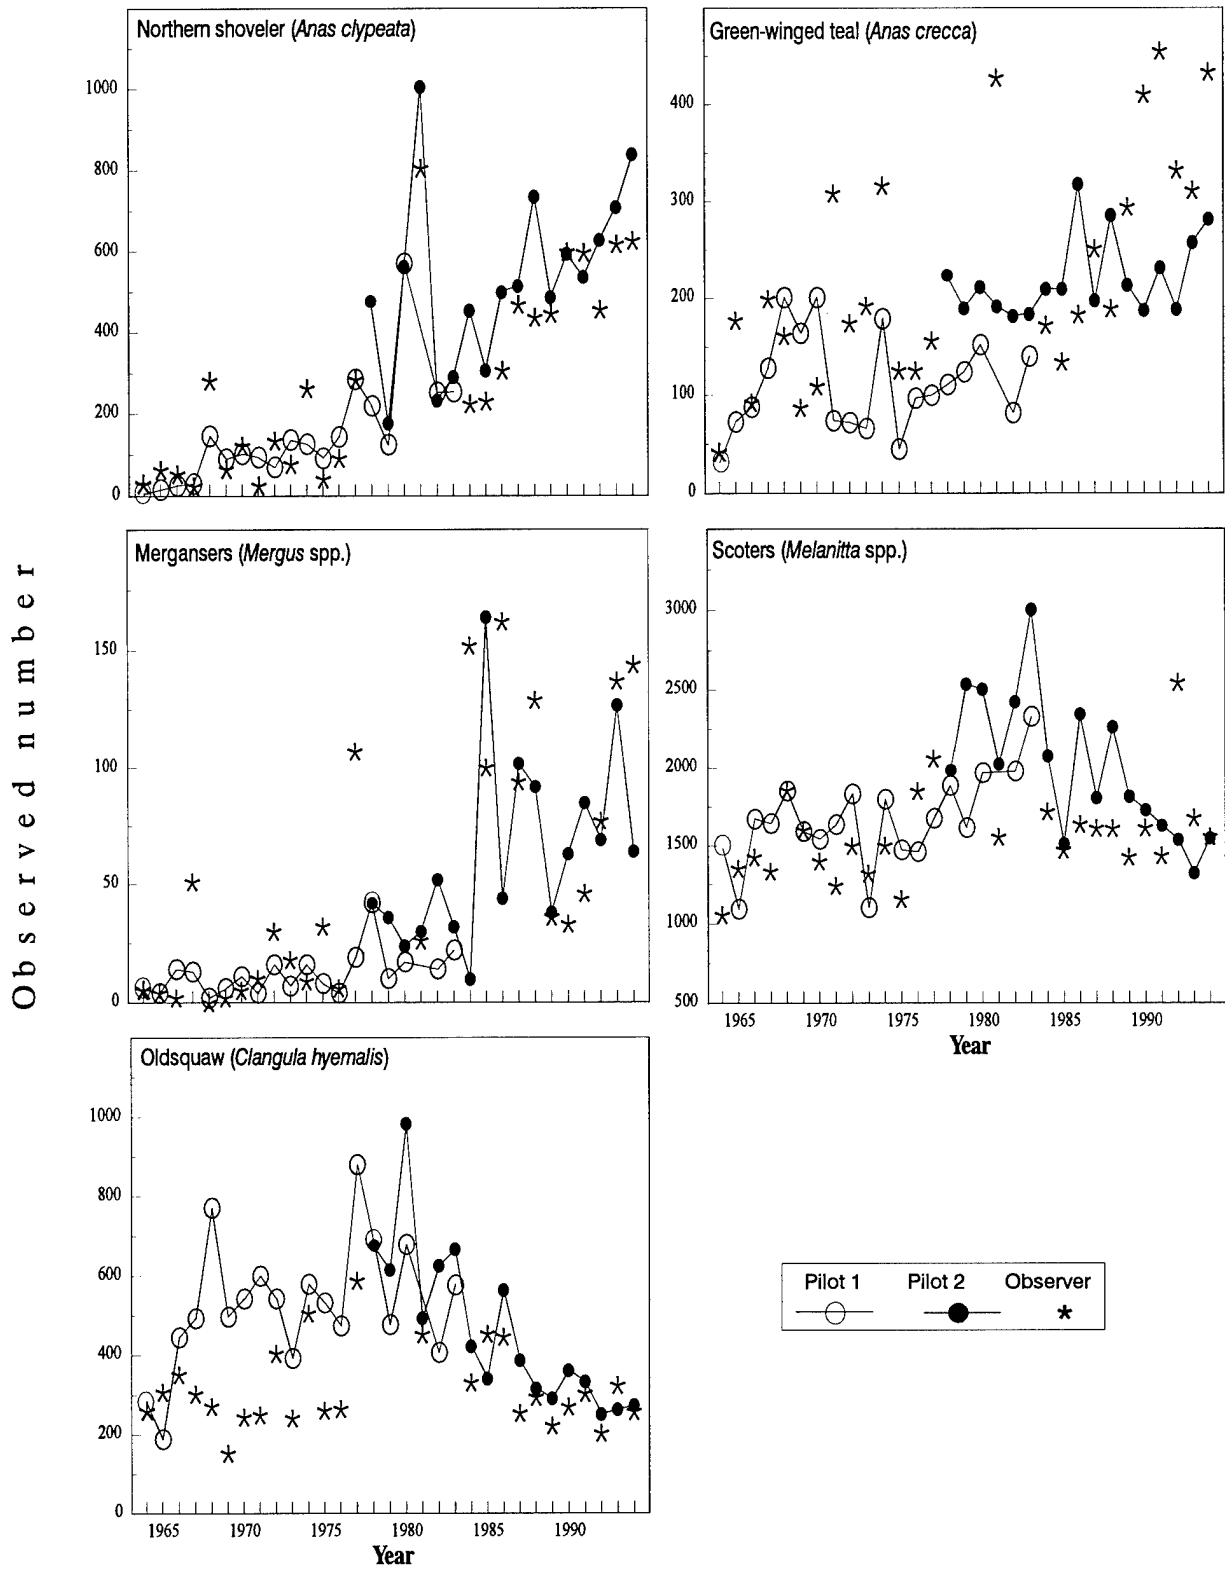 Northern shoveler (Anas clypeata)
1000
800
600
400
200
0
Green-winged teal (Anas crecca)
400
300
200
100
0
Observed number
Mergansers (Mergus spp.)
150
100
50
0
Scoters (Melanitta spp.)
3000
2500
2000
1500
1000
500
1965 1970 1975 1980 1985 1990
Year
Oldsquaw (Clangula hyemalis)
1000
800
600
400
200
0
1965 1970 1975 1980 1985 1990
Year
Pilot 1 Pilot 2 Observer